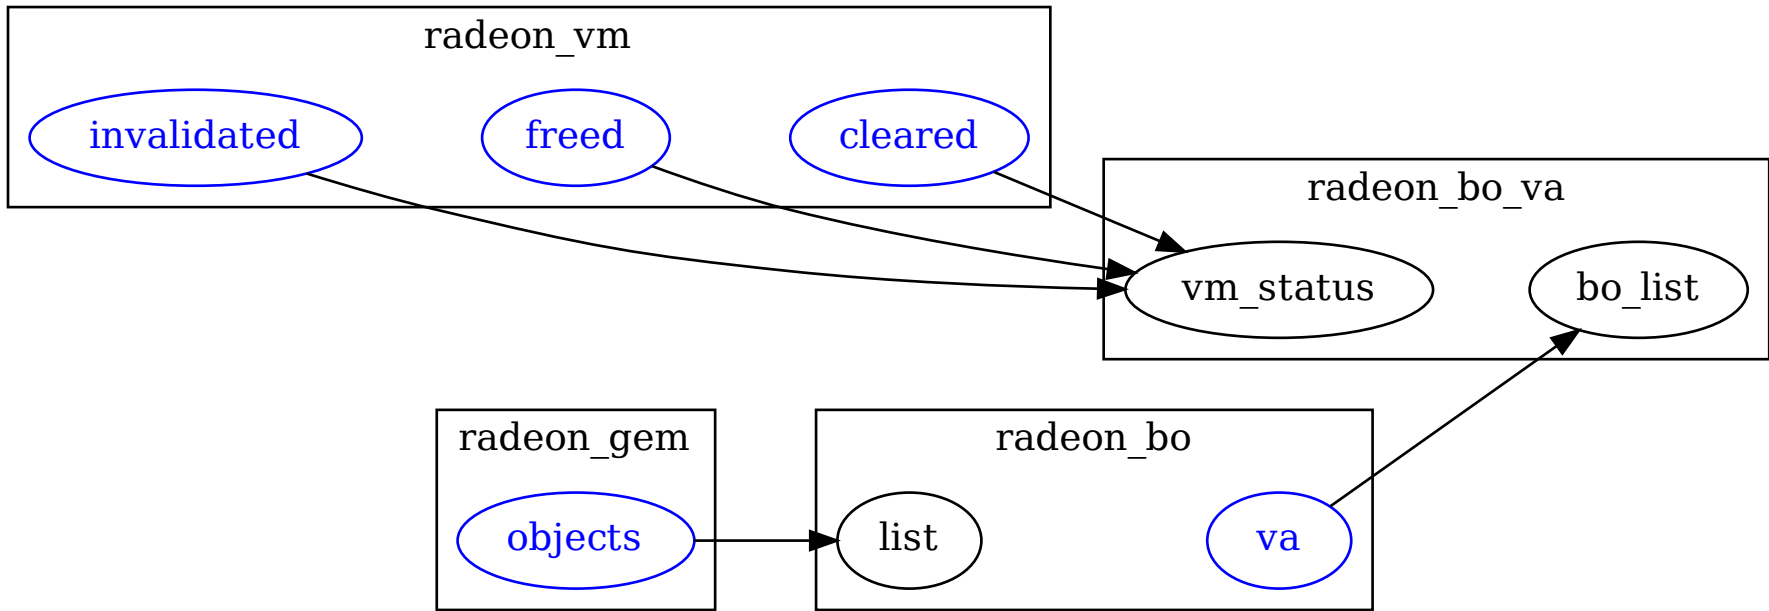 radeon_vm
invalidated
freed
cleared
radeon_bo_va
vm_status
bo_list
radeon_gem
objects
radeon_bo
list
va